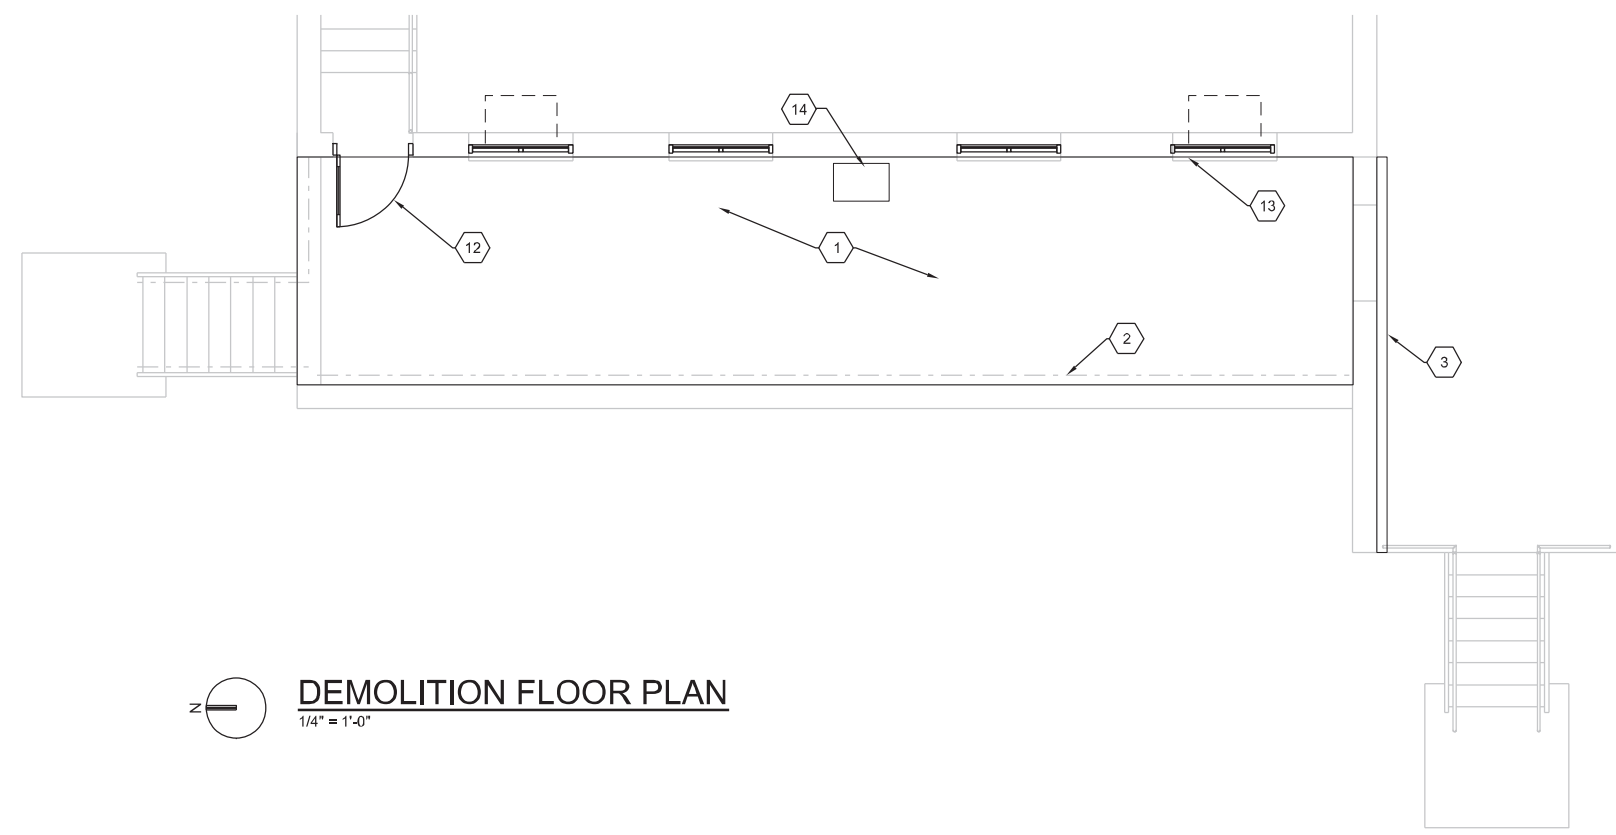 14
13
12
1
2
3
N
DEMOLITION FLOOR PLAN
1/4" = 1'-0"